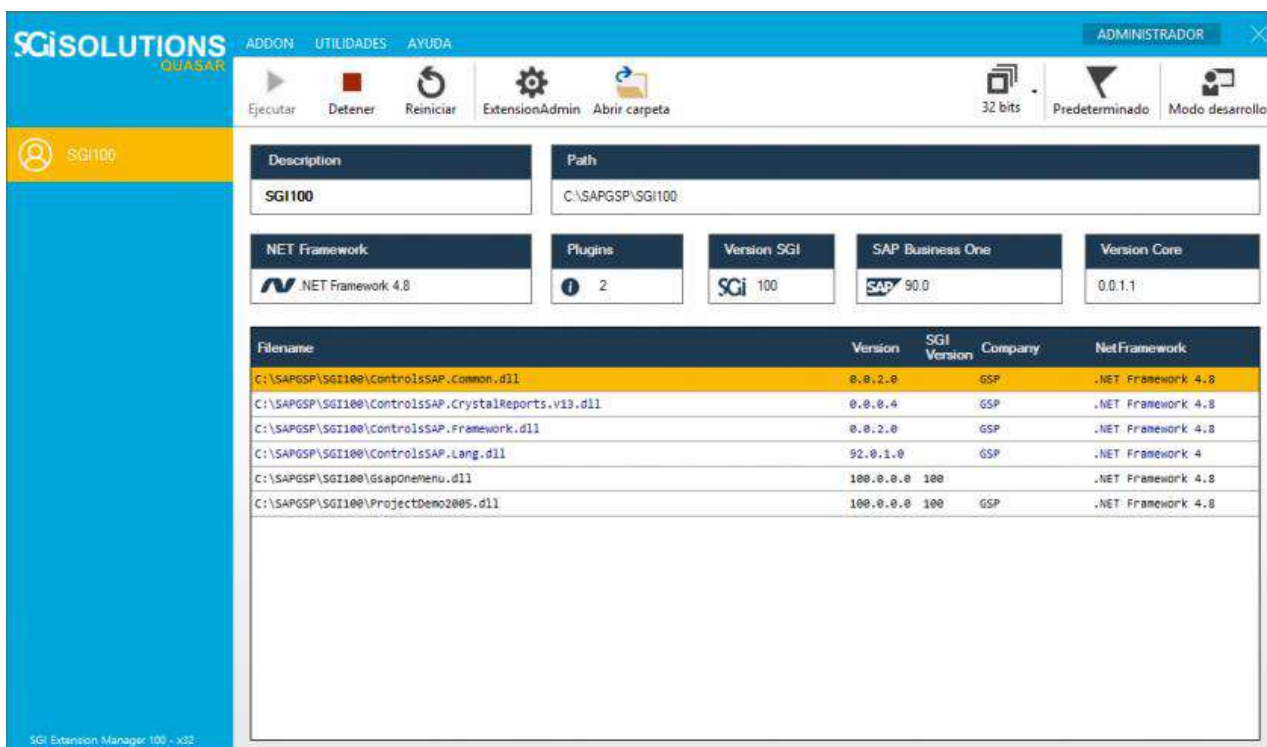 SGiSOLUTIONS
QUASAR
ADDON UTILIDADES AYUDA
ADMINISTRADOR
Ejecutar Detener Reiniciar ExtensionAdmin Abrir carpeta 32 bits Predeterminado Modo desarrollo
SGI100
Description Path
SGI100 C:\SAPGSP\SGI100
NET Framework Plugins Version SGI SAP Business One Version Core
.NET Framework 4.8 2 SGi 100 SAP 90.0 0.0.1.1
Filename Version SGI Version Company NetFramework
C:\SAPGSP\SGI100\ControlsSAP.Common.dll 0.0.2.0 GSP .NET Framework 4.8
C:\SAPGSP\SGI100\ControlsSAP.CrystalReports.v13.dll 0.0.0.4 GSP .NET Framework 4.8
C:\SAPGSP\SGI100\ControlsSAP.Framework.dll 0.0.2.0 GSP .NET Framework 4.8
C:\SAPGSP\SGI100\ControlsSAP.Lang.dll 92.0.1.0 GSP .NET Framework 4
C:\SAPGSP\SGI100\GsapOneMenu.dll 100.0.0.0 100 .NET Framework 4.8
C:\SAPGSP\SGI100\ProjectDemo2005.dll 100.0.0.0 100 GSP .NET Framework 4.8
SGI Extension Manager 100 - x32